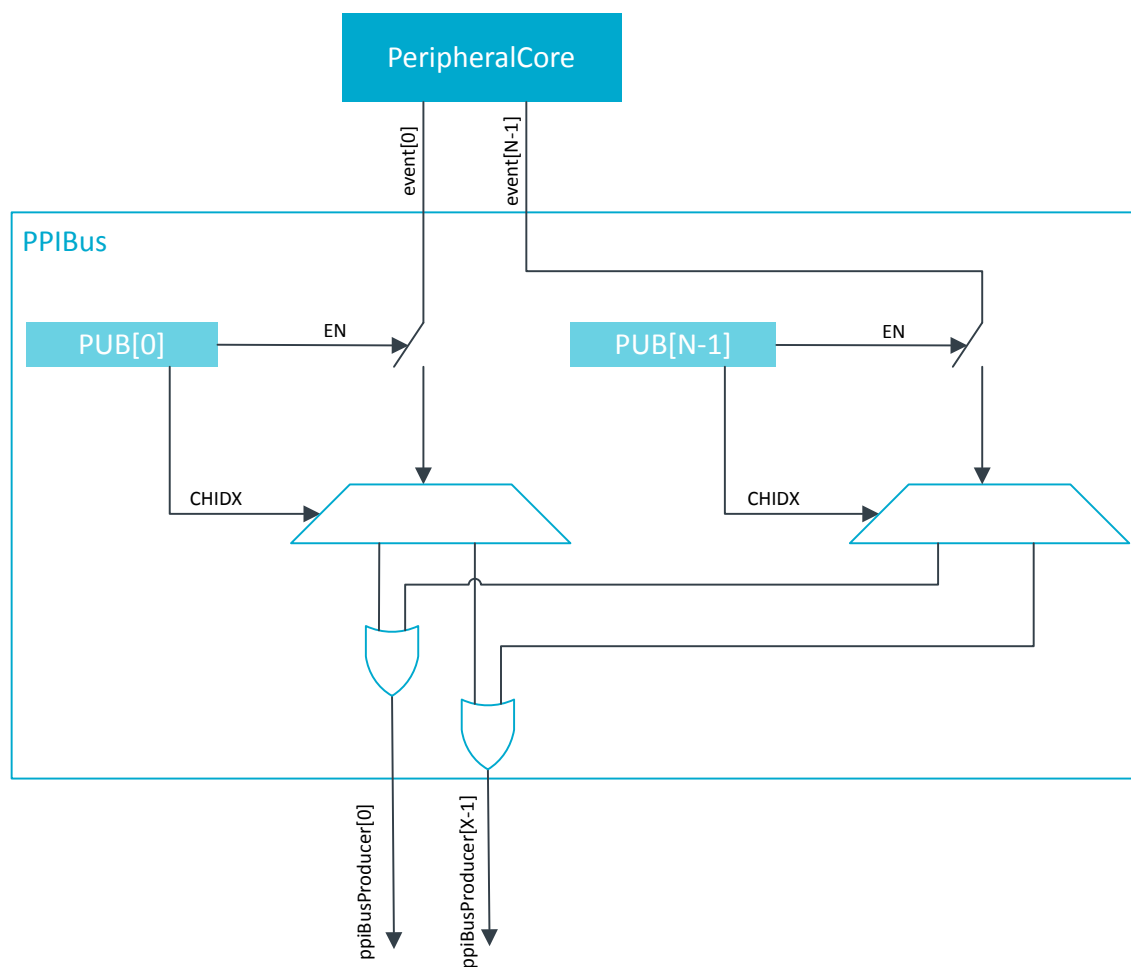 PeripheralCore
event[0]
event[N-1]
PPIBus
PUB[0]
EN
PUB[N-1]
EN
CHIDX
CHIDX
ppiBusProducer[0]
ppiBusProducer[X-1]